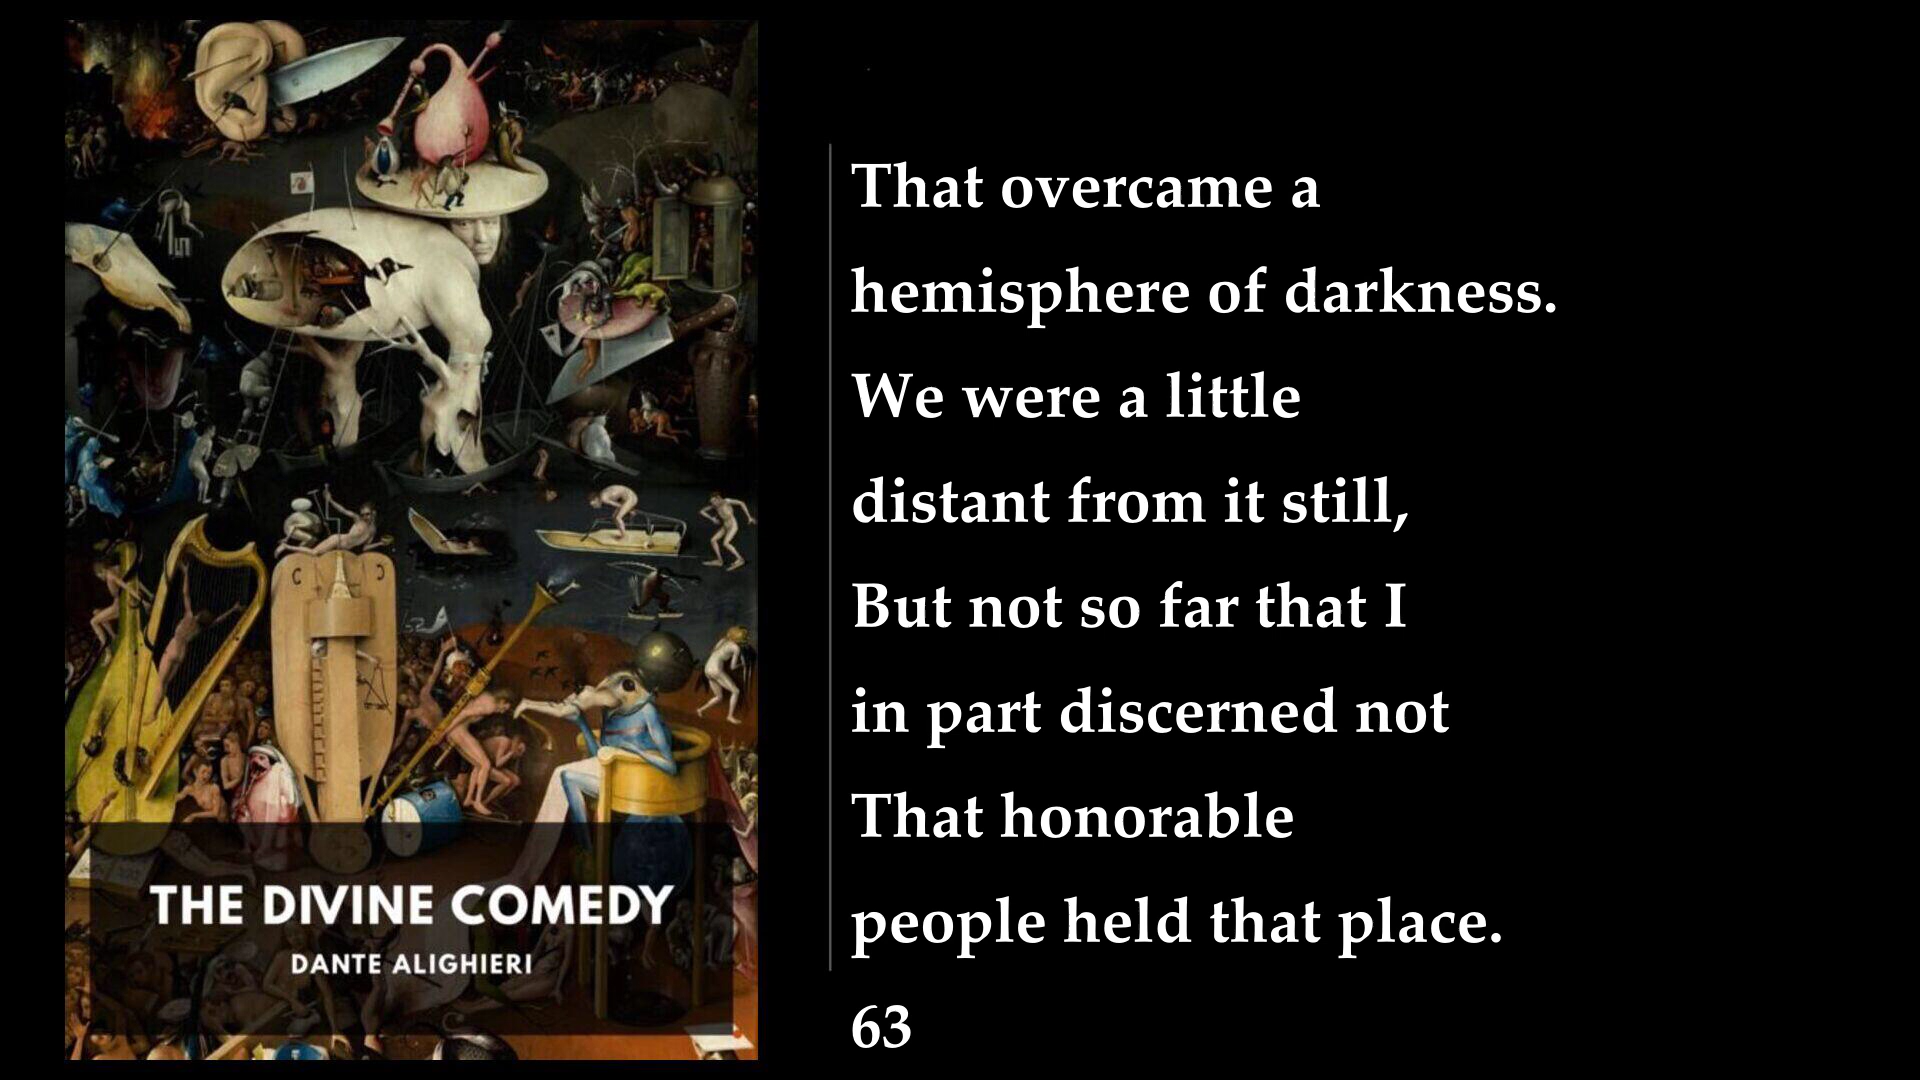 THE DIVINE COMEDY
DANTE ALIGHIERI
That overcame a
hemisphere of darkness.
We were a little
distant from it still,
But not so far that I
in part discerned not
That honorable
people held that place.
63